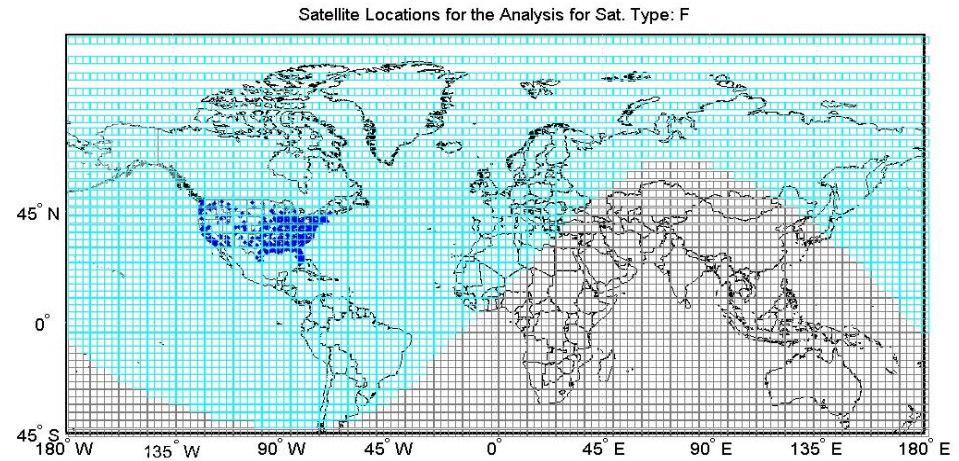 Satellite Locations for the Analysis for Sat. Type: F
45° N
0°
45° S
180° W
135° W
90° W
45° W
0°
45° E
90° E
135° E
180° E